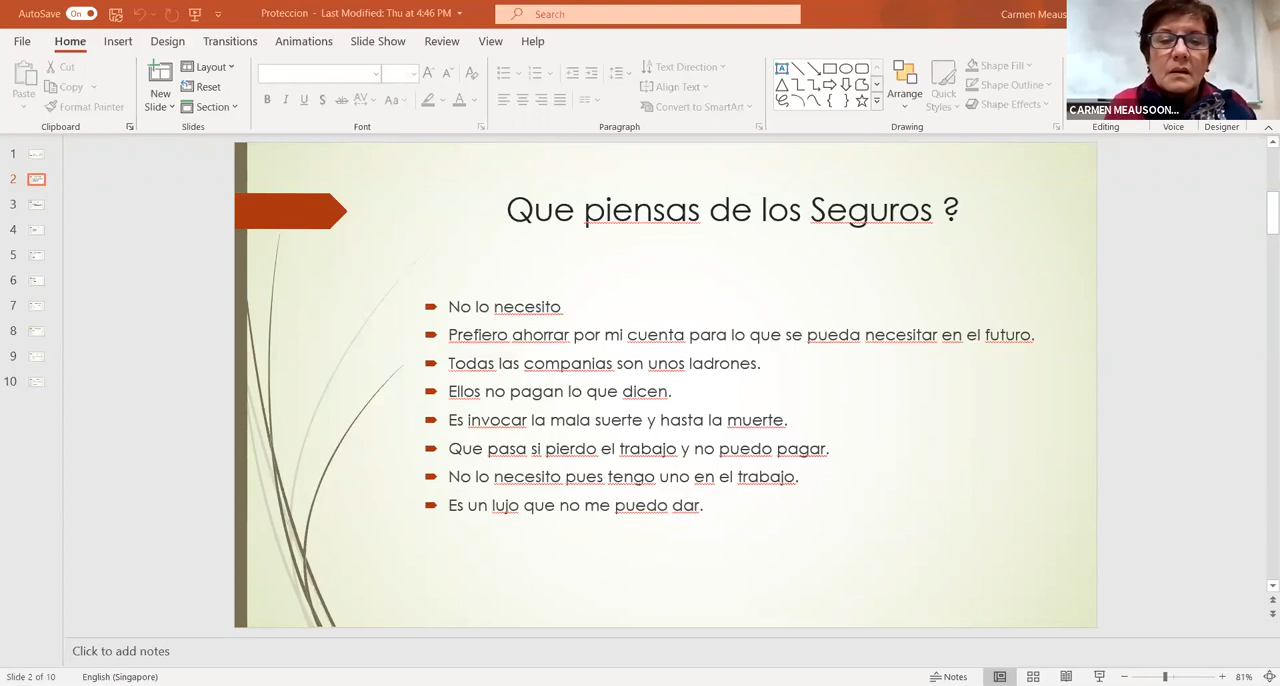 AutoSave On Proteccion - Last Modified: Thu at 4:46 PM Search Carmen Meaus
File Home Insert Design Transitions Animations Slide Show Review View Help
Paste Cut Copy Format Painter
New Slide Layout Reset Section
B I U S ab AV Aa A
Text Direction Align Text Convert to SmartArt
Arrange Quick Styles Shape Fill Shape Outline Shape Effects
CARMEN MEAUSOON...
Clipboard Slides Font Paragraph Drawing Editing Voice Designer
1
2
3
4
5
6
7
8
9
10
Que piensas de los Seguros ?
No lo necesito
Prefiero ahorrar por mi cuenta para lo que se pueda necesitar en el futuro.
Todas las companias son unos ladrones.
Ellos no pagan lo que dicen.
Es invocar la mala suerte y hasta la muerte.
Que pasa si pierdo el trabajo y no puedo pagar.
No lo necesito pues tengo uno en el trabajo.
Es un lujo que no me puedo dar.
Click to add notes
Slide 2 of 10 English (Singapore) Notes 81%